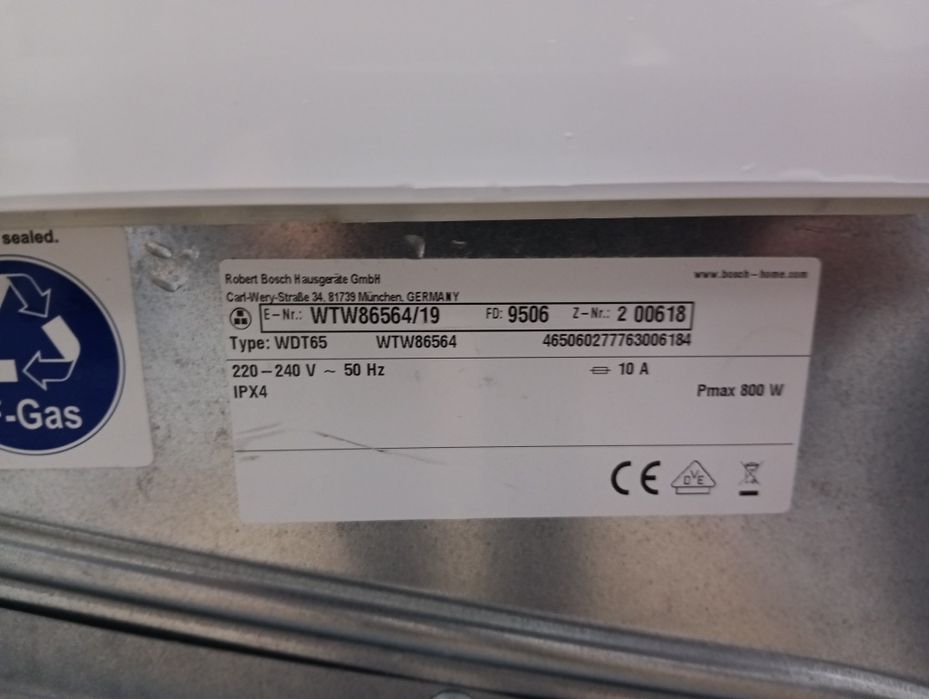 sealed.
-Gas
Robert Bosch Hausgeräte GmbH
www.bosch-home.com
Carl-Wery-Straße 34, 81739 München, GERMANY
E-Nr.: WTW86564/19 FD: 9506 Z-Nr.: 2 00618
Type: WDT65 WTW86564 465060277763006184
220-240 V ~ 50 Hz 10 A
IPX4 Pmax 800 W
CE DVE